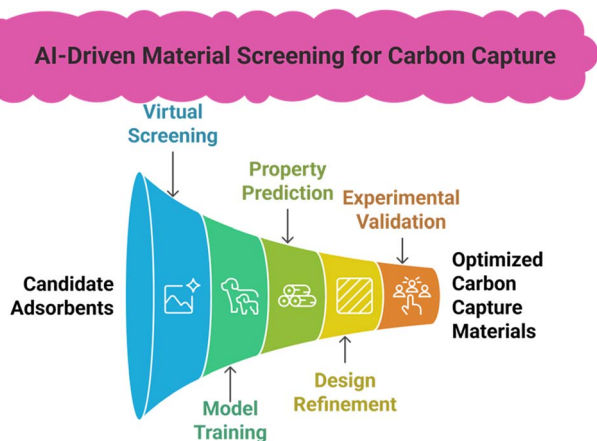 AI-Driven Material Screening for Carbon Capture
Virtual
Screening
Property
Prediction
Experimental
Validation
Candidate
Adsorbents
Optimized
Carbon
Capture
Materials
Model
Training
Design
Refinement